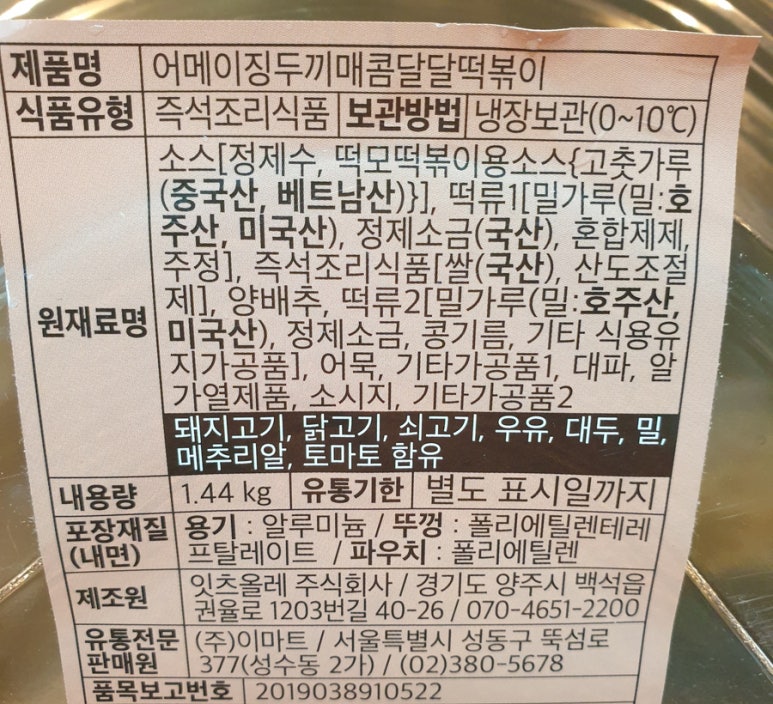 제품명 어메이징두끼매콤달달떡볶이
식품유형 즉석조리식품 보관방법 냉장보관(0~10℃)
원재료명
소스[정제수, 떡모떡볶이용소스{고춧가루
(중국산, 베트남산)}], 떡류1[밀가루(밀:호
주산, 미국산), 정제소금(국산), 혼합제제,
주정], 즉석조리식품[쌀(국산), 산도조절
제], 양배추, 떡류2[밀가루(밀:호주산,
미국산), 정제소금, 콩기름, 기타 식용유
지가공품], 어묵, 기타가공품1, 대파, 알
가열제품, 소시지, 기타가공품2
돼지고기, 닭고기, 쇠고기, 우유, 대두, 밀,
메추리알, 토마토 함유
내용량 1.44 kg 유통기한 별도 표시일까지
포장재질 용기 : 알루미늄 / 뚜껑 : 폴리에틸렌테레
(내면) 프탈레이트 / 파우치 : 폴리에틸렌
제조원 잇츠올레 주식회사 / 경기도 양주시 백석읍
권율로 1203번길 40-26 / 070-4651-2200
유통전문 (주)이마트 / 서울특별시 성동구 뚝섬로
판매원 377(성수동 2가) / (02)380-5678
품목보고번호 2019038910522